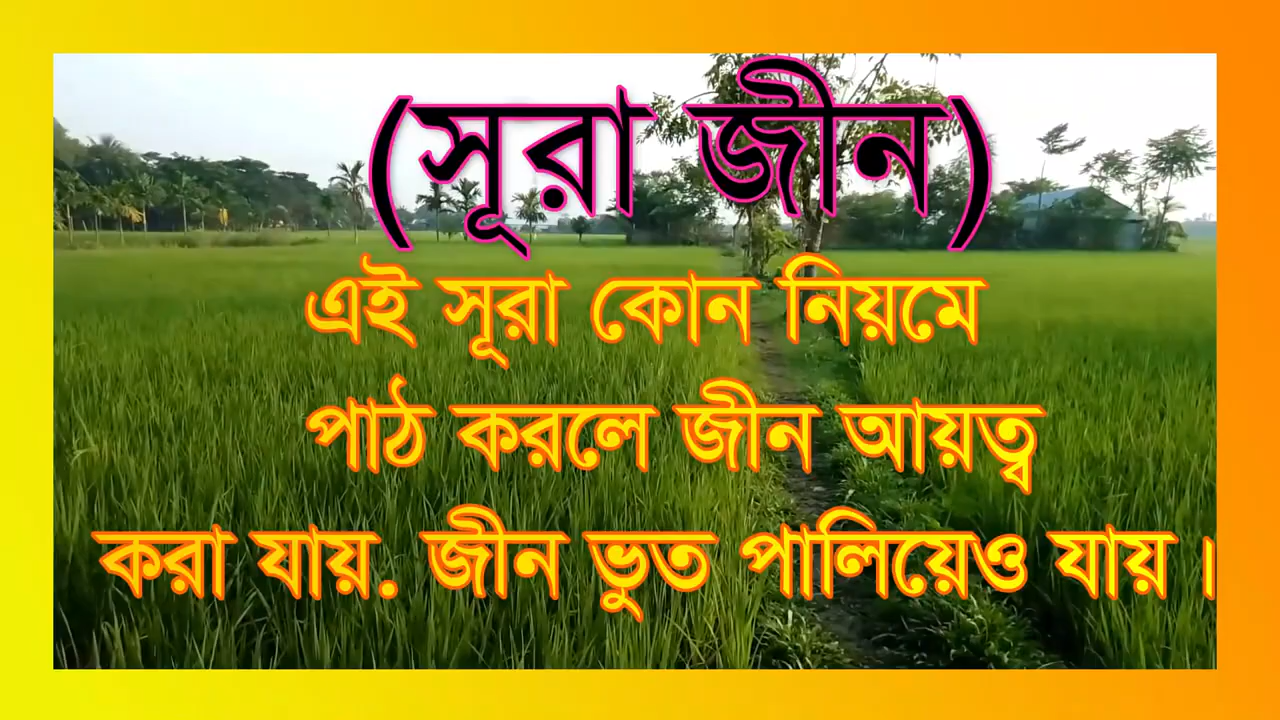 (সূরা জীন)
এই সূরা কোন নিয়মে
পাঠ করলে জীন আয়ত্ব
করা যায়. জীন ভুত পালিয়েও যায় ।